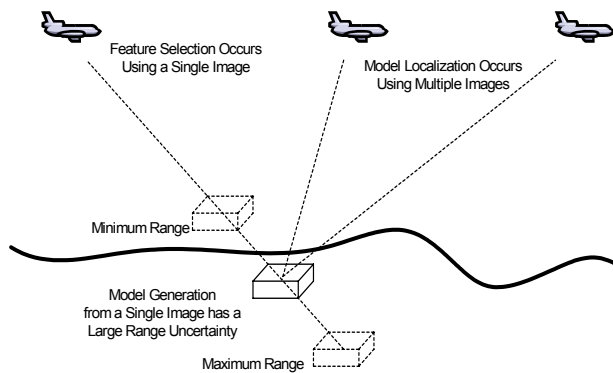 Feature Selection Occurs
Using a Single Image
Model Localization Occurs
Using Multiple Images
Minimum Range
Model Generation
from a Single Image has a
Large Range Uncertainty
Maximum Range